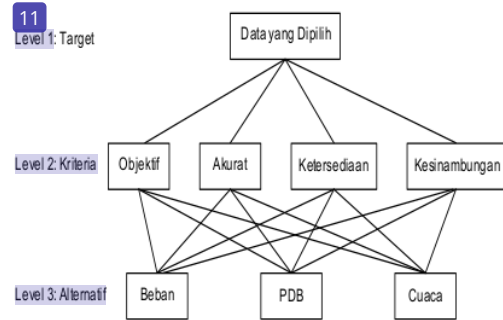 11
Level 1: Target
Data yang Dipilih
Level 2: Kriteria
Objektif
Akurat
Ketersediaan
Kesinambungan
Level 3: Alternatif
Beban
PDB
Cuaca